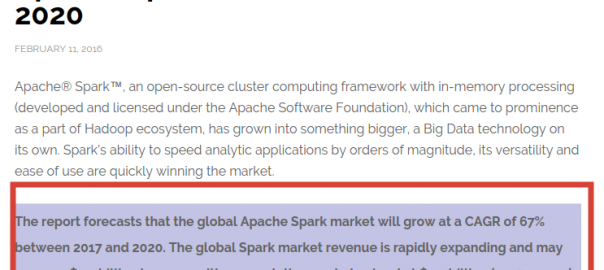 2020
FEBRUARY 11, 2016
Apache® Spark™, an open-source cluster computing framework with in-memory processing
(developed and licensed under the Apache Software Foundation), which came to prominence
as a part of Hadoop ecosystem, has grown into something bigger, a Big Data technology on
its own. Spark's ability to speed analytic applications by orders of magnitude, its versatility and
ease of use are quickly winning the market.
The report forecasts that the global Apache Spark market will grow at a CAGR of 67%
between 2017 and 2020. The global Spark market revenue is rapidly expanding and may